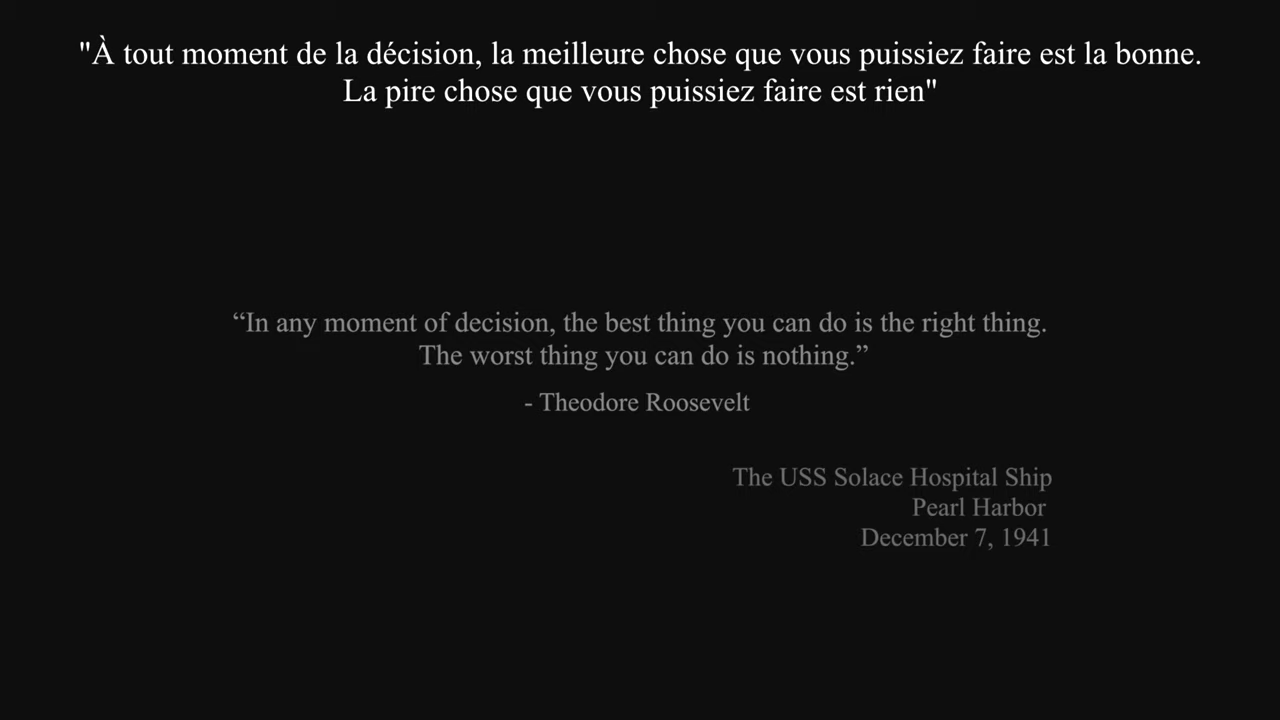 "À tout moment de la décision, la meilleure chose que vous puissiez faire est la bonne.
La pire chose que vous puissiez faire est rien"
“In any moment of decision, the best thing you can do is the right thing.
The worst thing you can do is nothing.”
- Theodore Roosevelt
The USS Solace Hospital Ship
Pearl Harbor
December 7, 1941